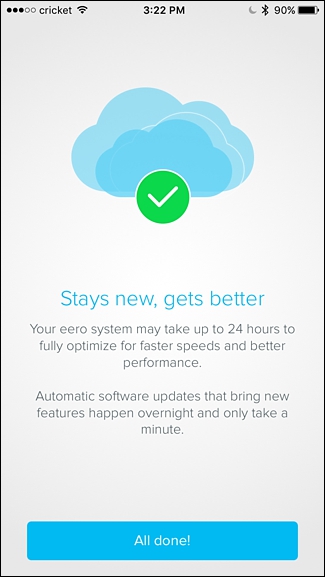 cricket 3:22 PM 90%
Stays new, gets better
Your eero system may take up to 24 hours to
fully optimize for faster speeds and better
performance.
Automatic software updates that bring new
features happen overnight and only take a
minute.
All done!